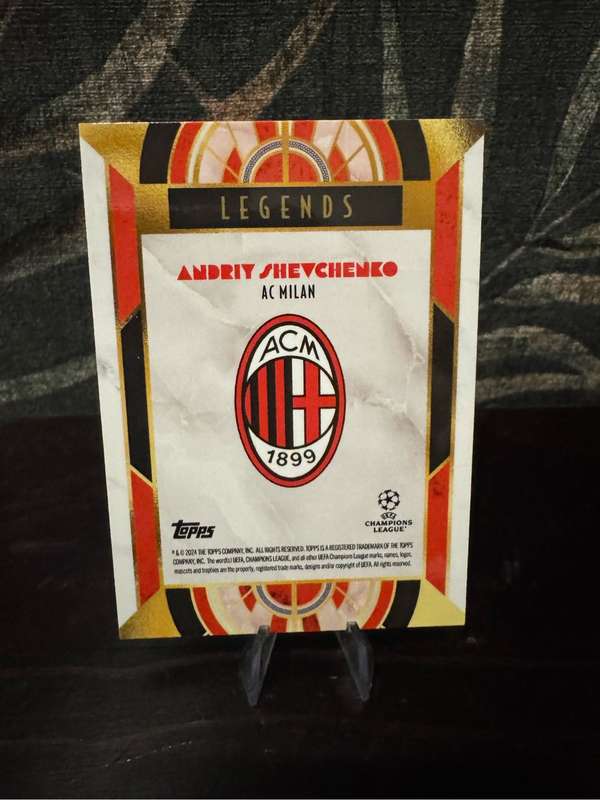 LEGENDS
ANDRIY SHEVCHENKO
AC MILAN
ACM
1899
Topps
UEFA
CHAMPIONS
LEAGUE
® & © 2024 THE TOPPS COMPANY, INC. ALL RIGHTS RESERVED. TOPPS IS A REGISTERED TRADEMARK OF THE TOPPS
COMPANY, INC. The word(s) UEFA, CHAMPIONS LEAGUE, and all other UEFA Champions League marks, names, logos,
mascots and trophies are the property, registered trade marks, designs and/or copyright of UEFA. All rights reserved.